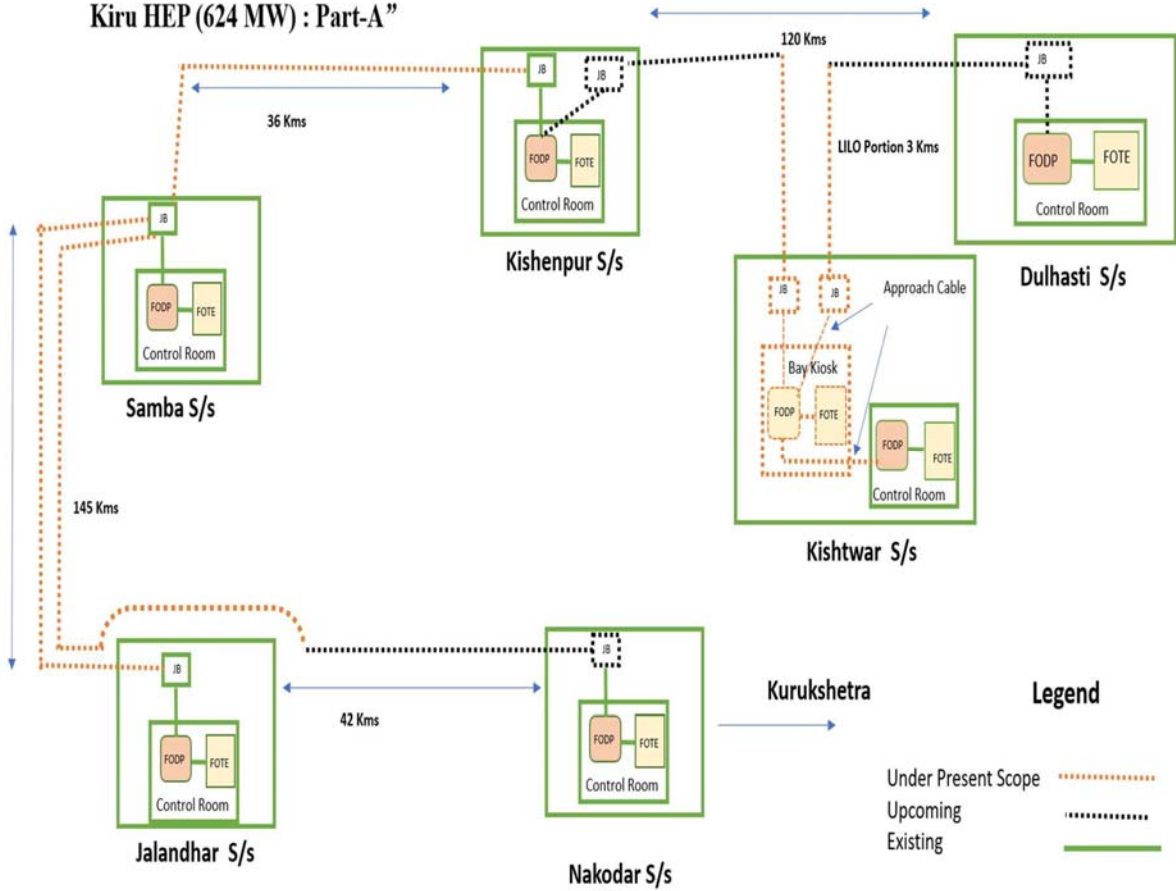 Kiru HEP (624 MW) : Part-A”
120 Kms
JB
JB
JB
36 Kms
LILO Portion 3 Kms
FODP
FOTE
Control Room
FODP
FOTE
Control Room
JB
Kishenpur S/s
Dulhasti S/s
JB
JB
Approach Cable
FODP
FOTE
Control Room
Bay Kiosk
Samba S/s
FODP
FOTE
FODP
FOTE
Control Room
145 Kms
Kishtwar S/s
JB
JB
Kurukshetra
Legend
42 Kms
FODP
FOTE
Control Room
FODP
FOTE
Control Room
Under Present Scope
Upcoming
Existing
Jalandhar S/s
Nakodar S/s